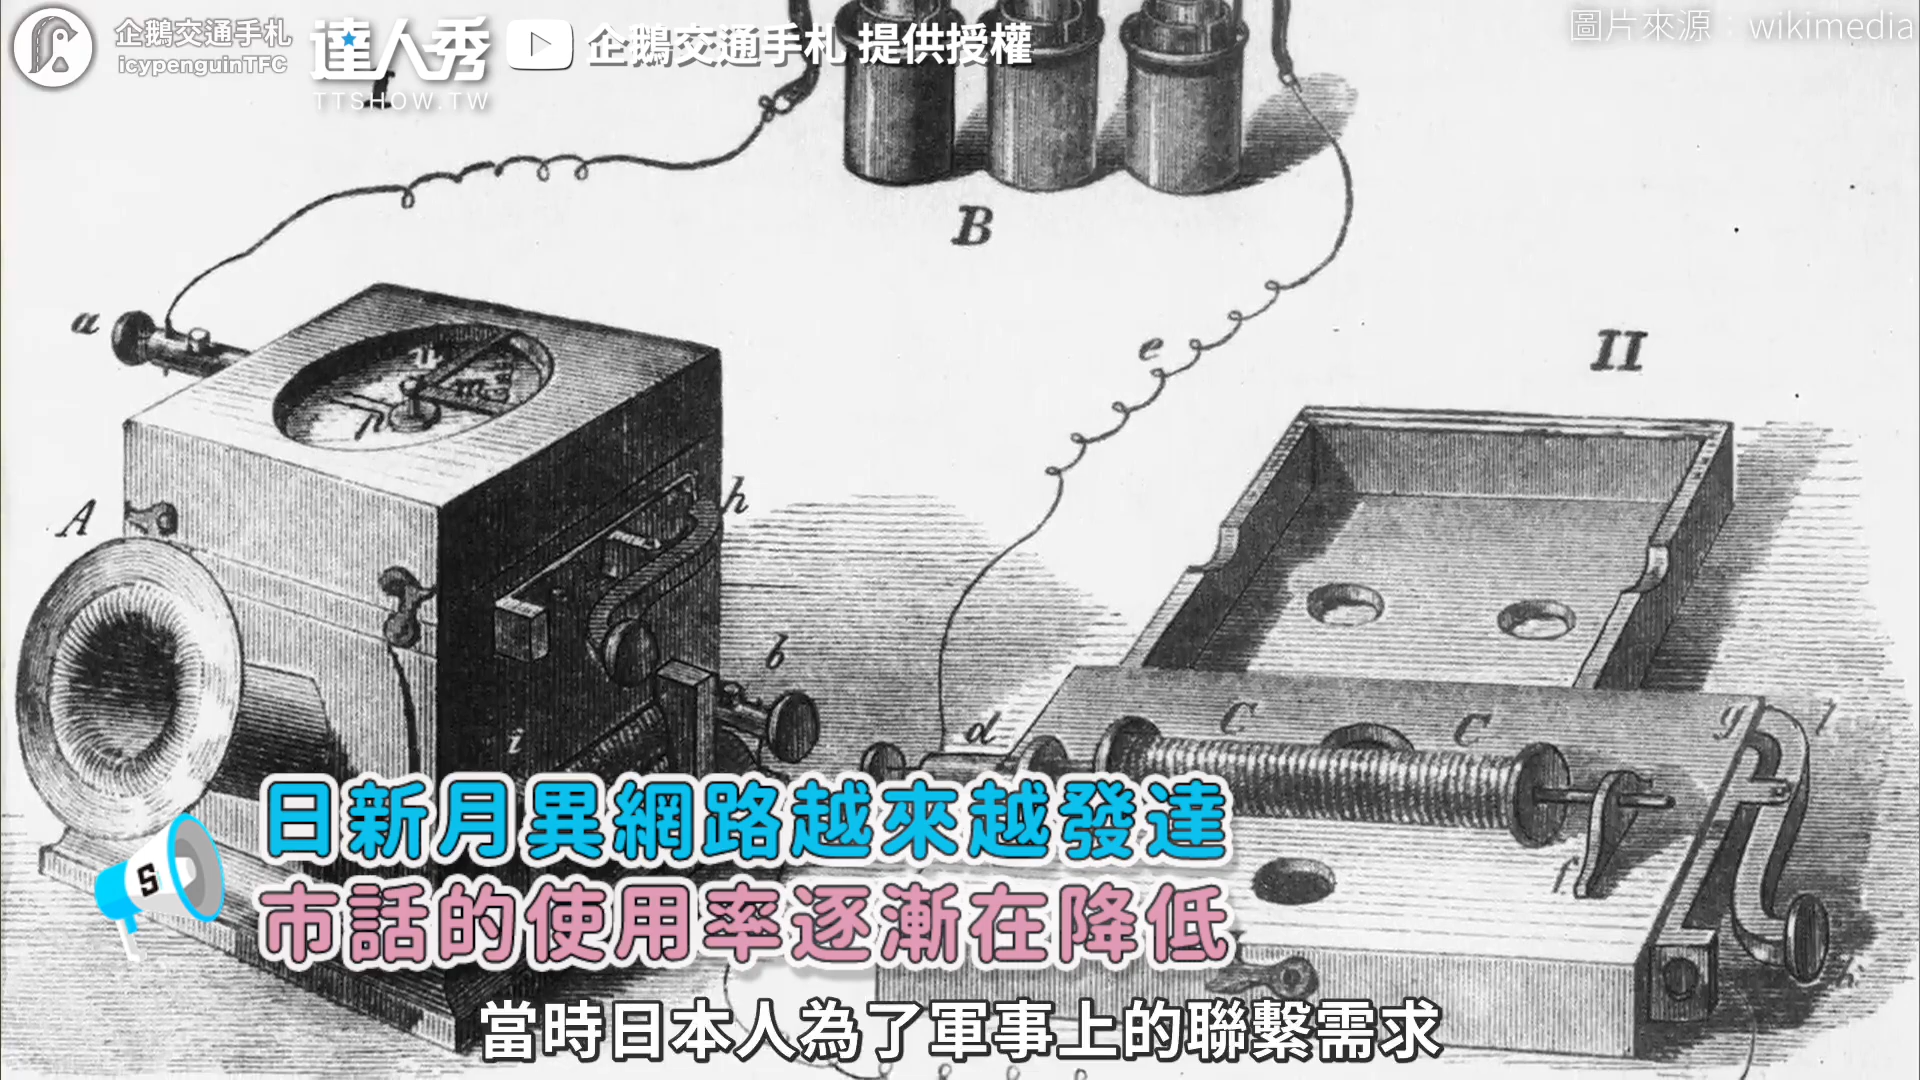 企鵝交通手札
icypenguinTFC
達人秀
TTSHOW.TW
企鵝交通手札 提供授權
圖片來源：wikimedia
B
a
e
II
A
h
b
i
d
C
C
g
l
f
m
日新月異網路越來越發達
市話的使用率逐漸在降低
S
當時日本人為了軍事上的聯繫需求